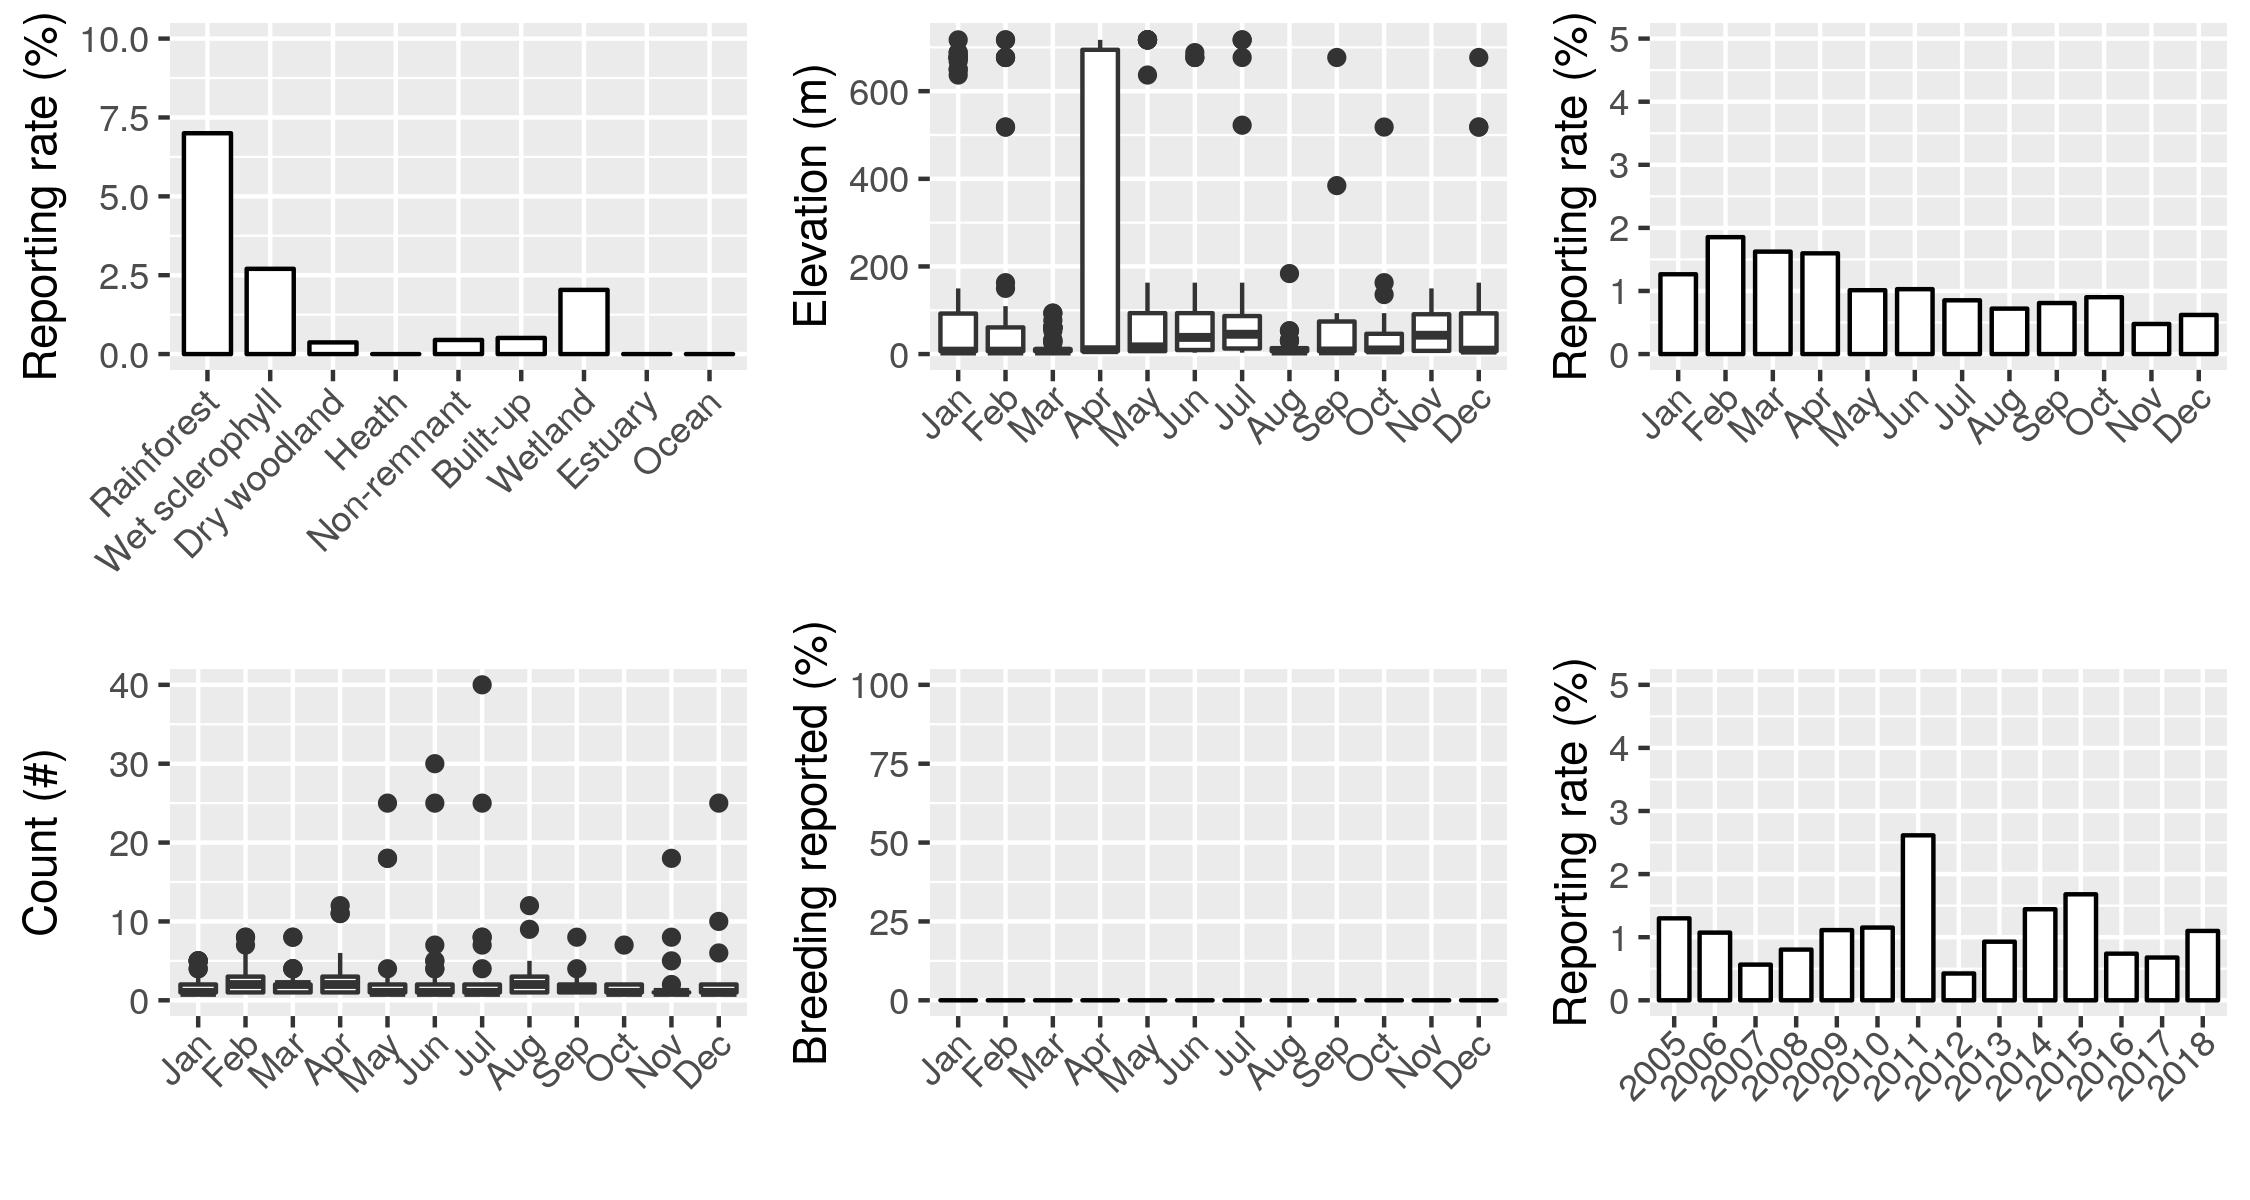 Reporting rate (%)
10.0
7.5
5.0
2.5
0.0
Rainforest
Wet sclerophyll
Dry woodland
Heath
Non-remnant
Built-up
Wetland
Estuary
Ocean
Elevation (m)
600
400
200
0
Jan
Feb
Mar
Apr
May
Jun
Jul
Aug
Sep
Oct
Nov
Dec
Reporting rate (%)
5
4
3
2
1
0
Jan
Feb
Mar
Apr
May
Jun
Jul
Aug
Sep
Oct
Nov
Dec
Count (#)
40
30
20
10
0
Jan
Feb
Mar
Apr
May
Jun
Jul
Aug
Sep
Oct
Nov
Dec
Breeding reported (%)
100
75
50
25
0
Jan
Feb
Mar
Apr
May
Jun
Jul
Aug
Sep
Oct
Nov
Dec
Reporting rate (%)
5
4
3
2
1
0
2005
2006
2007
2008
2009
2010
2011
2012
2013
2014
2015
2016
2017
2018